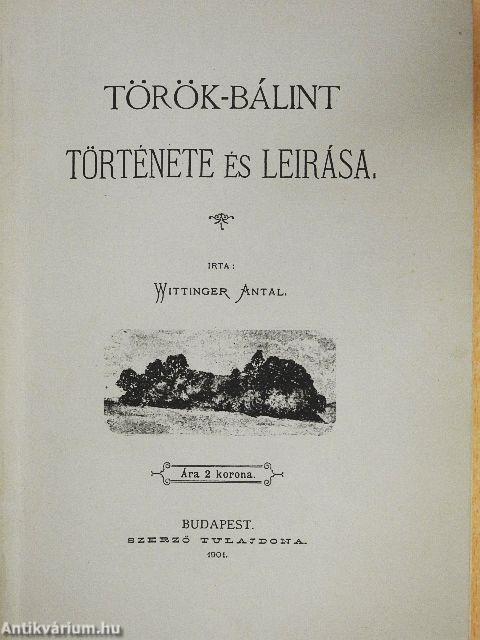 TÖRÖK-BÁLINT
TÖRTÉNETE ÉS LEIRÁSA.
IRTA:
WITTINGER ANTAL.
Ára 2 korona.
BUDAPEST.
SZERZŐ TULAJDONA.
1901.
Antikvárium.hu